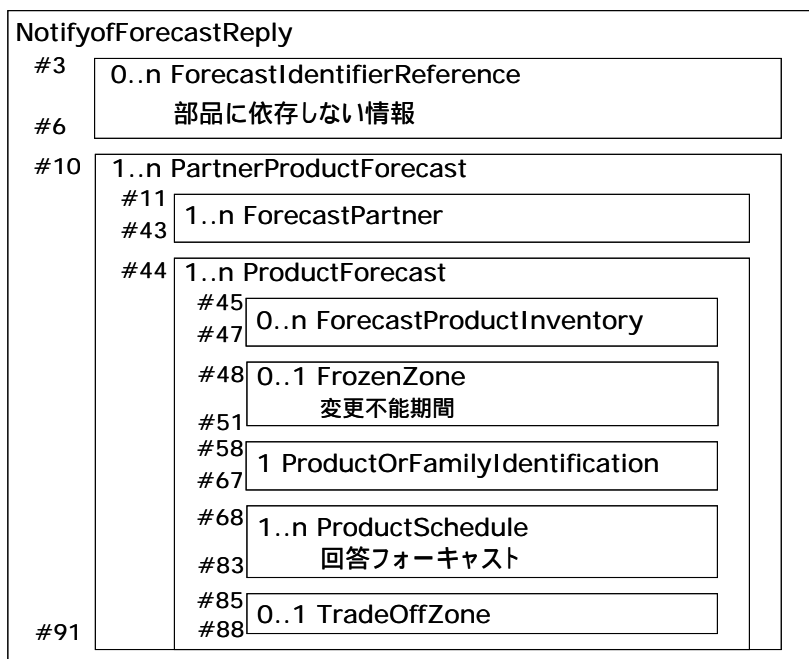 NotifyofForecastReply
#3
0..n ForecastIdentifierReference
部品に依存しない情報
#6
#10
1..n PartnerProductForecast
#11
1..n ForecastPartner
#43
#44
1..n ProductForecast
#45
0..n ForecastProductInventory
#47
#48
0..1 FrozenZone
変更不能期間
#51
#58
1 ProductOrFamilyIdentification
#67
#68
1..n ProductSchedule
回答フォーキャスト
#83
#85
0..1 TradeOffZone
#88
#91